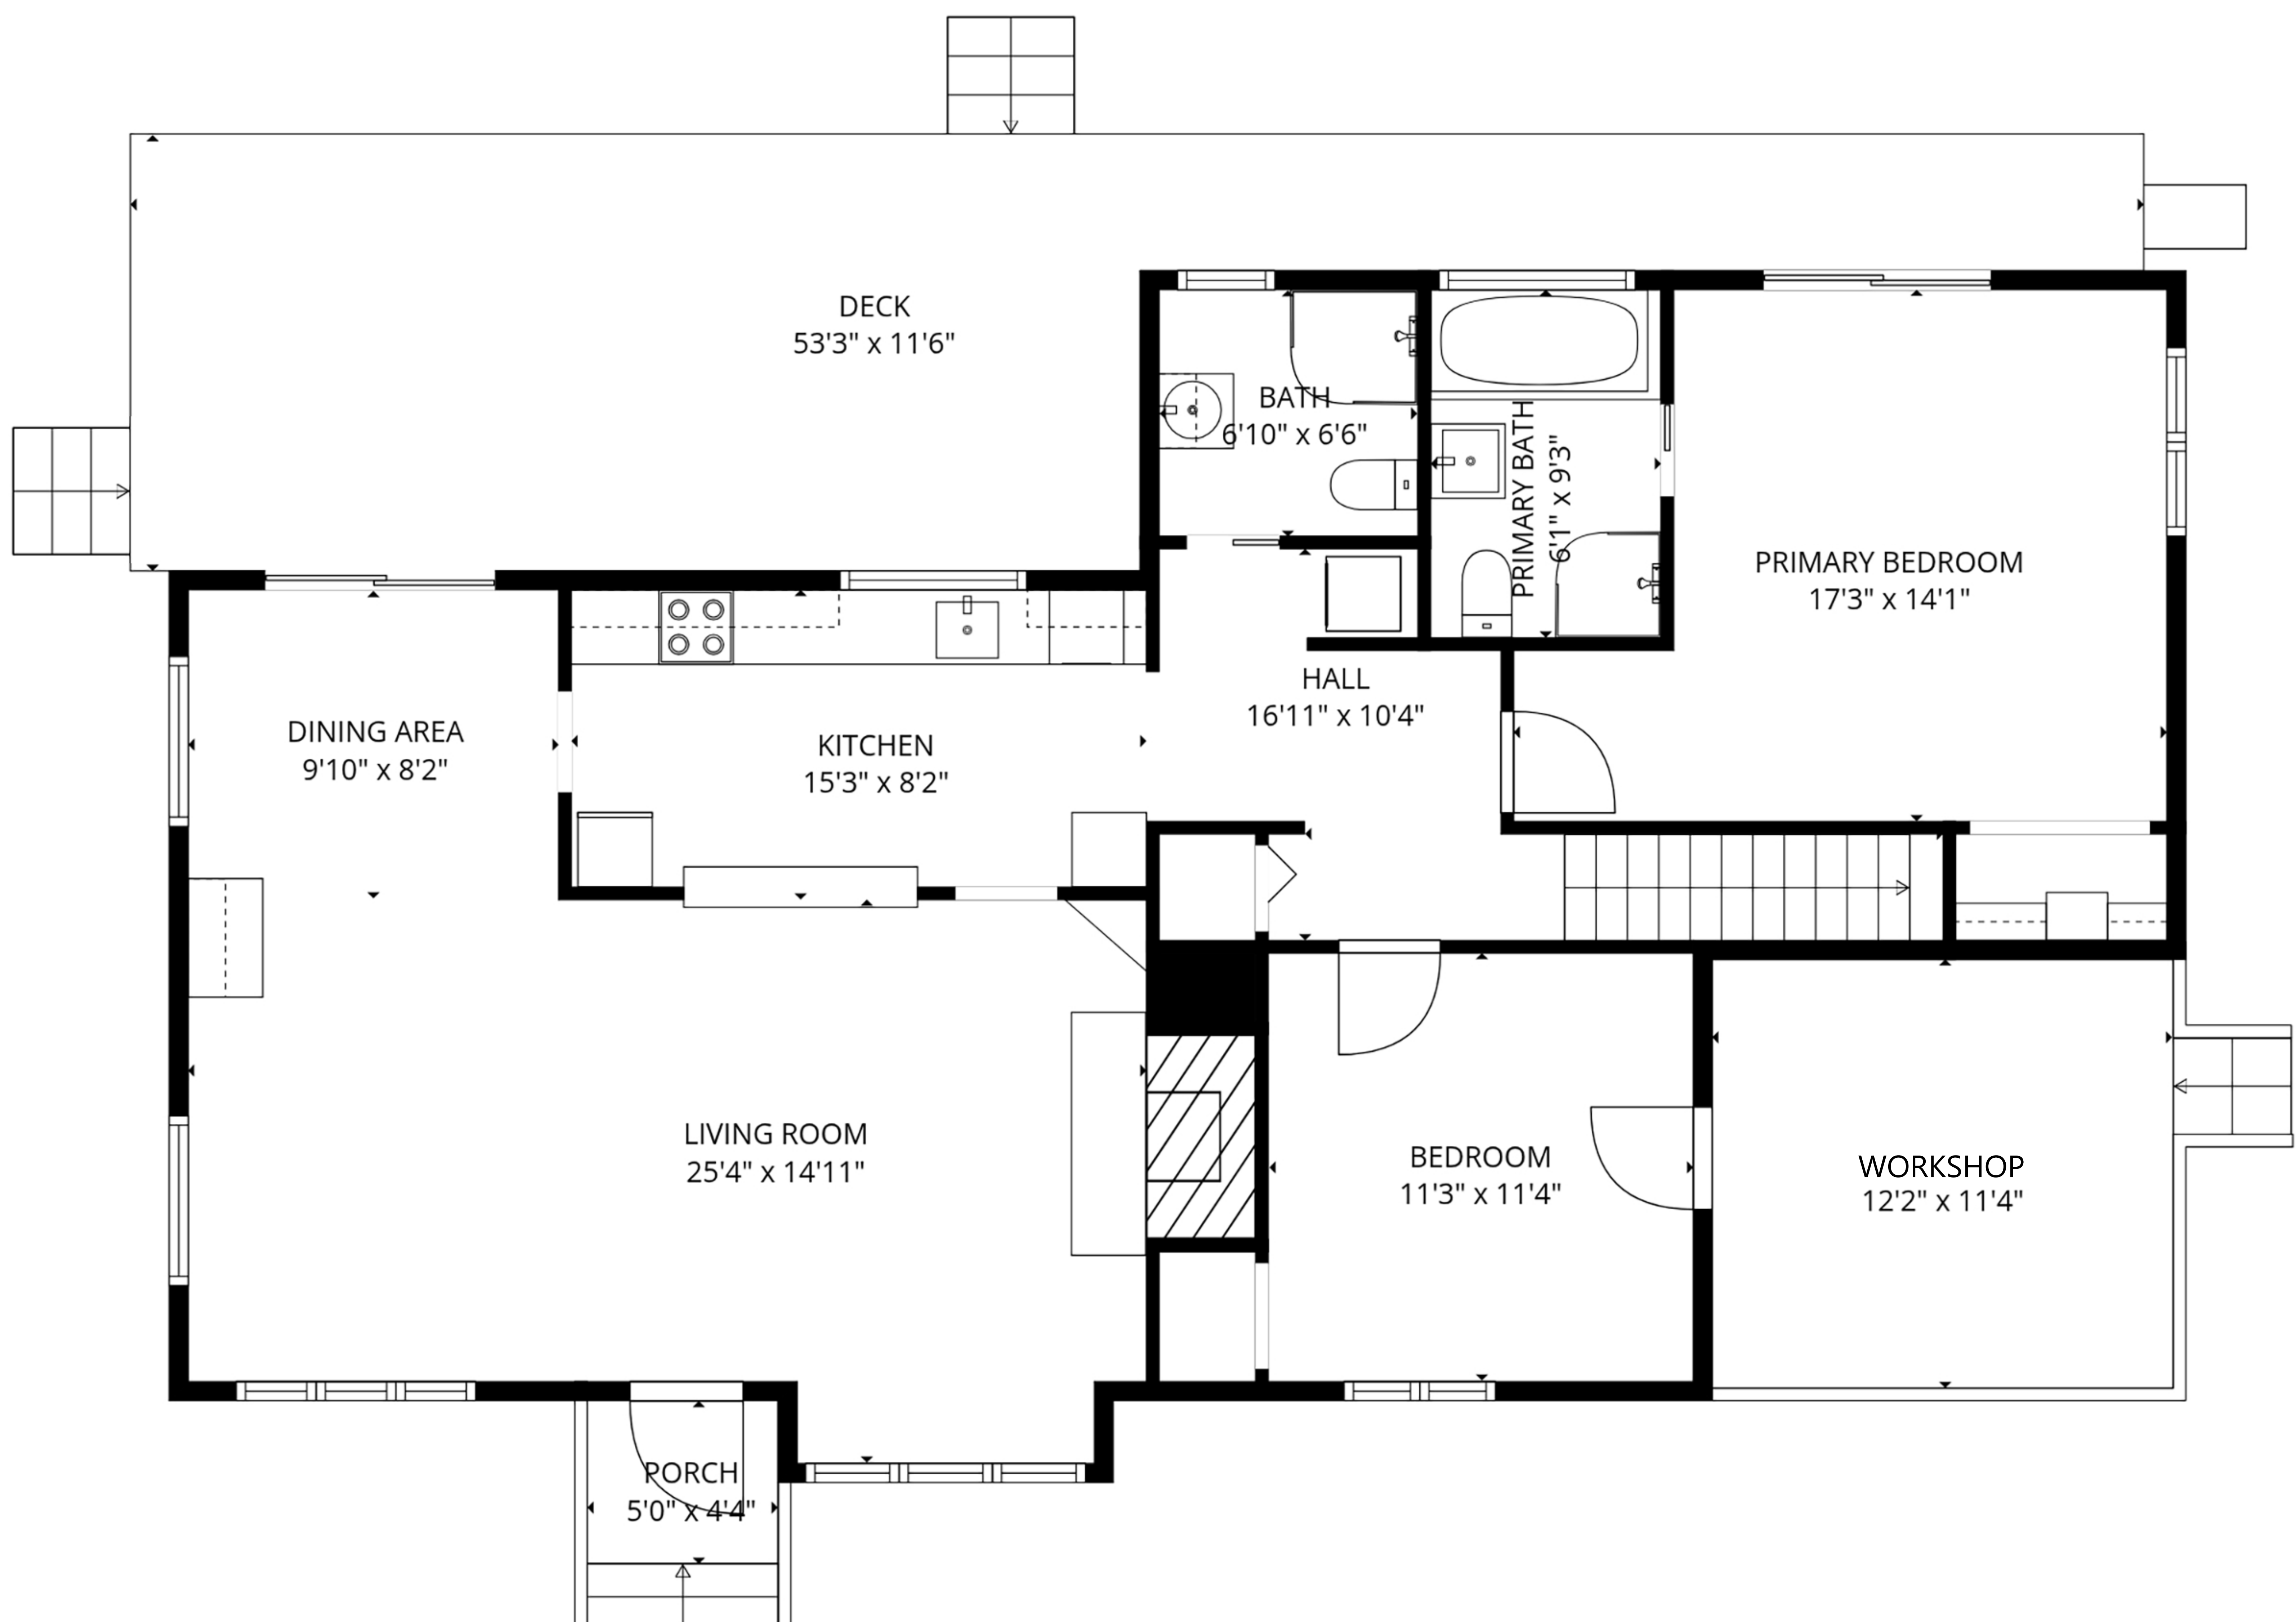 DECK
53'3" x 11'6"
BATH
6'10" x 6'6"
PRIMARY BATH
6'1" x 9'3"
PRIMARY BEDROOM
17'3" x 14'1"
HALL
16'11" x 10'4"
DINING AREA
9'10" x 8'2"
KITCHEN
15'3" x 8'2"
LIVING ROOM
25'4" x 14'11"
BEDROOM
11'3" x 11'4"
WORKSHOP
12'2" x 11'4"
PORCH
5'0" x 4'4"